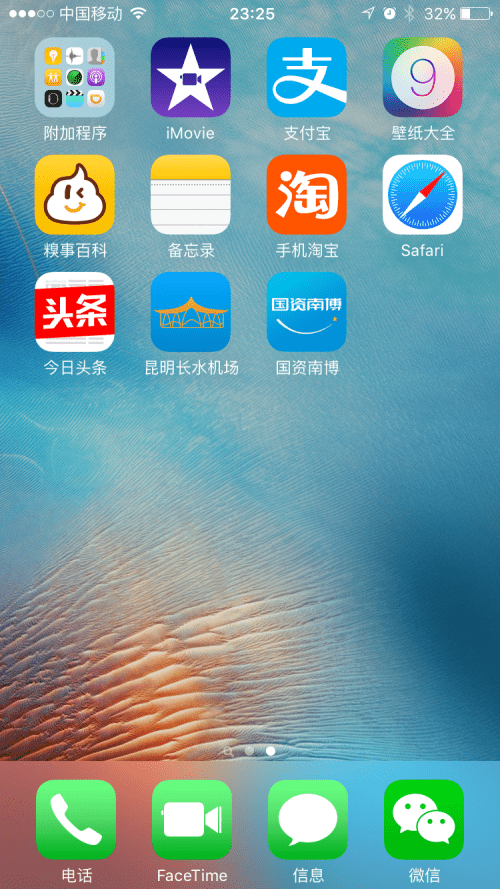 中国移动
23:25
32%
9
附加程序
iMovie
支
支付宝
壁纸大全
糗事百科
备忘录
淘
手机淘宝
Safari
头条
今日头条
昆明长水机场
国资南博
国资南博
电话
FaceTime
信息
微信